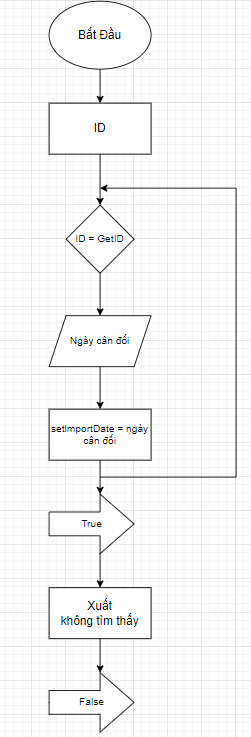 Bắt Đầu
ID
ID = GetID
Ngày cân đối
setImportDate = ngày
cân đối
True
Xuất
không tìm thấy
False